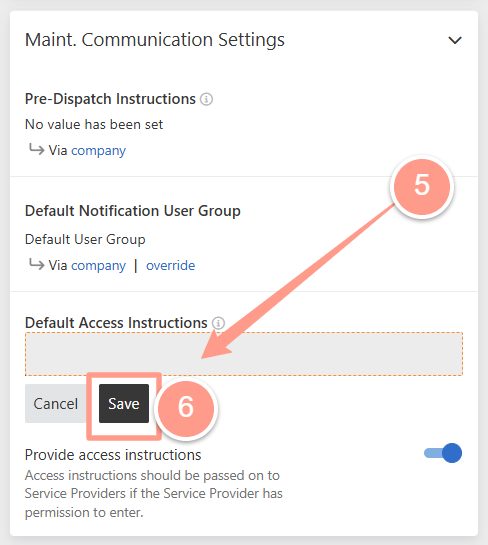 Maint. Communication Settings
Pre-Dispatch Instructions
No value has been set
Via company
5
Default Notification User Group
Default User Group
Via company | override
Default Access Instructions
Cancel
Save
6
Provide access instructions
Access instructions should be passed on to
Service Providers if the Service Provider has
permission to enter.